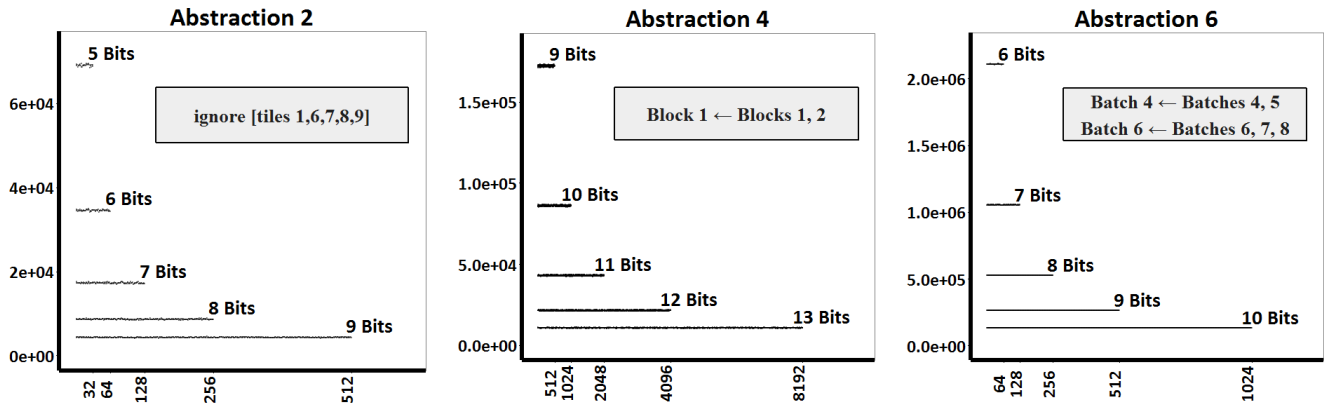 Abstraction 2
6e+04
4e+04
2e+04
0e+00
5 Bits
6 Bits
7 Bits
8 Bits
9 Bits
ignore [tiles 1,6,7,8,9]
32
64
128
256
512
Abstraction 4
1.5e+05
1.0e+05
5.0e+04
0.0e+00
9 Bits
10 Bits
11 Bits
12 Bits
13 Bits
Block 1 ← Blocks 1, 2
512
1024
2048
4096
8192
Abstraction 6
2.0e+06
1.5e+06
1.0e+06
5.0e+05
0.0e+00
6 Bits
7 Bits
8 Bits
9 Bits
10 Bits
Batch 4 ← Batches 4, 5
Batch 6 ← Batches 6, 7, 8
64
128
256
512
1024